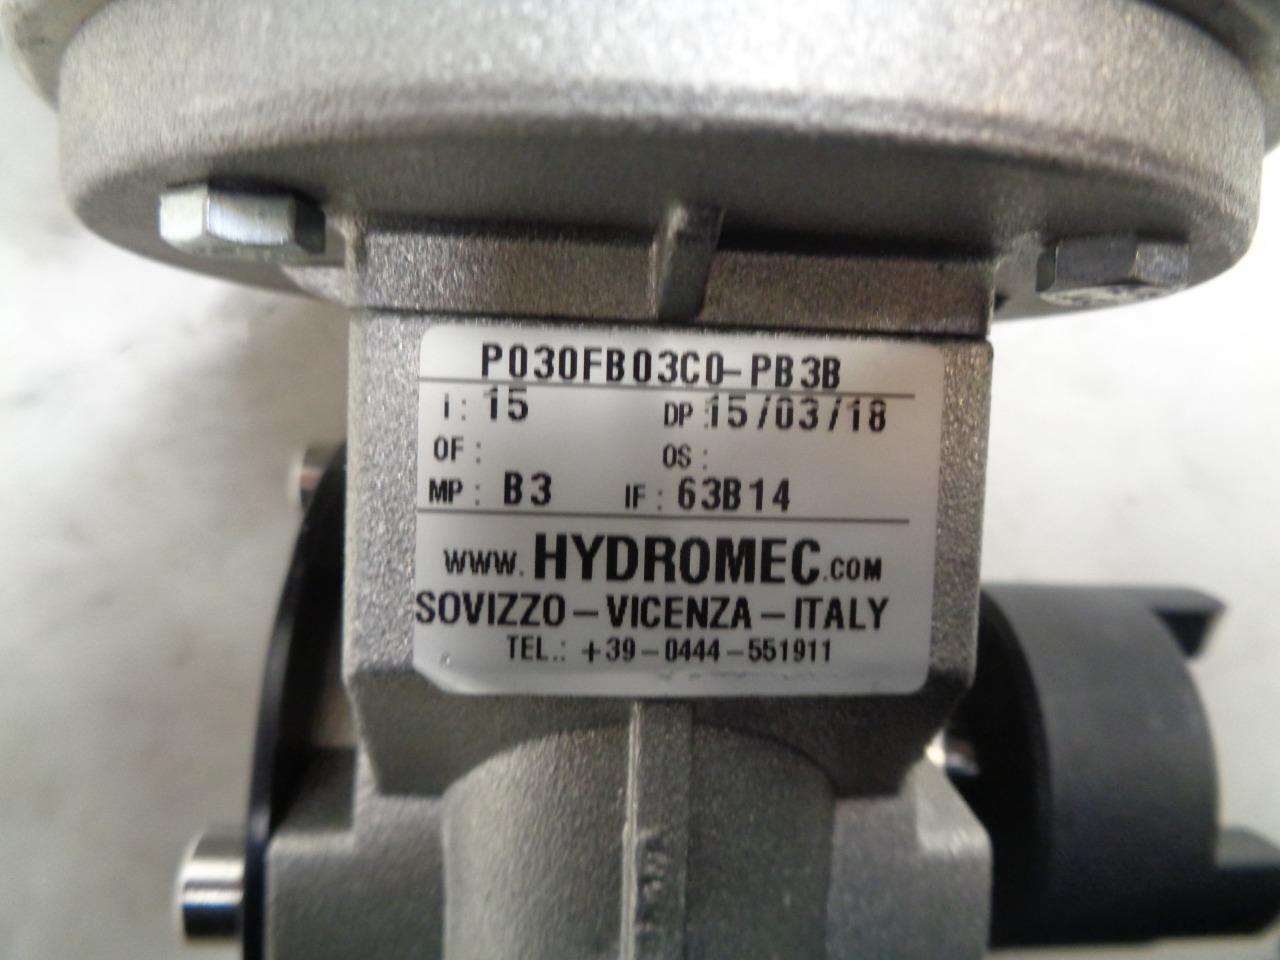 P030FB03C0-PB3B
i : 15 DP :15/03/18
OF : OS :
MP : B3 IF : 63B14
www.HYDROMEC.COM
SOVIZZO-VICENZA-ITALY
TEL.: +39-0444-551911